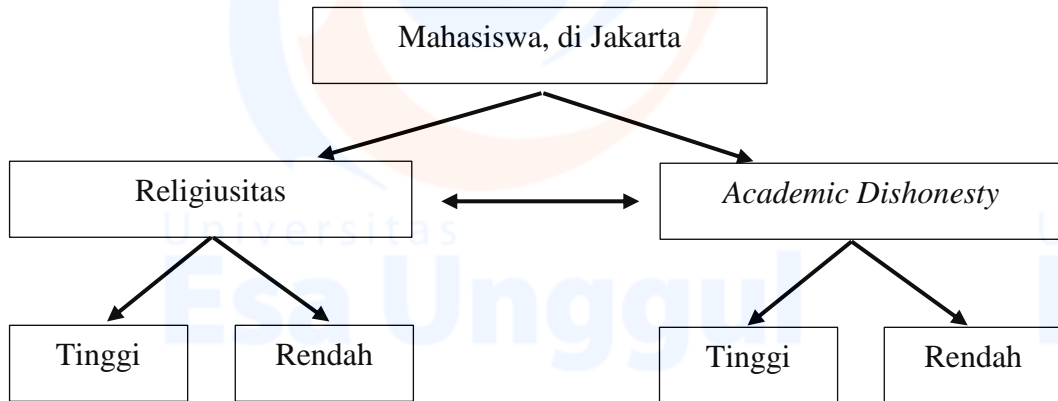 Mahasiswa, di Jakarta
Religiusitas
Academic Dishonesty
Universitas
Esa Unggul
Tinggi
Rendah
Tinggi
Rendah